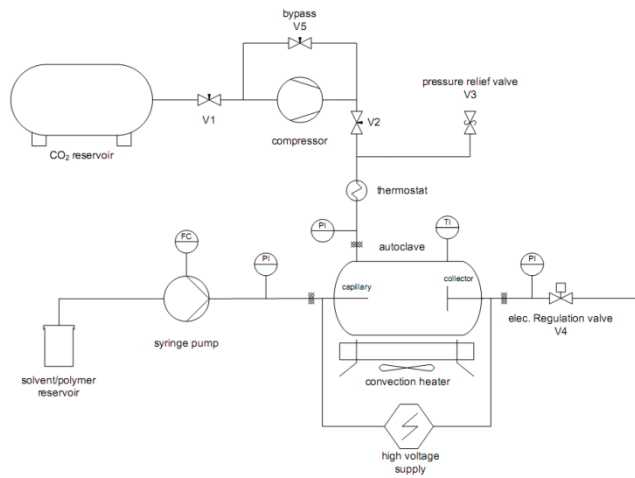 bypass
V5
pressure relief valve
V3
V1
V2
compressor
CO₂ reservoir
thermostat
PI
TI
autoclave
FC
PI
PI
capillary
collector
elec. Regulation valve
V4
syringe pump
solvent/polymer
reservoir
convection heater
high voltage
supply